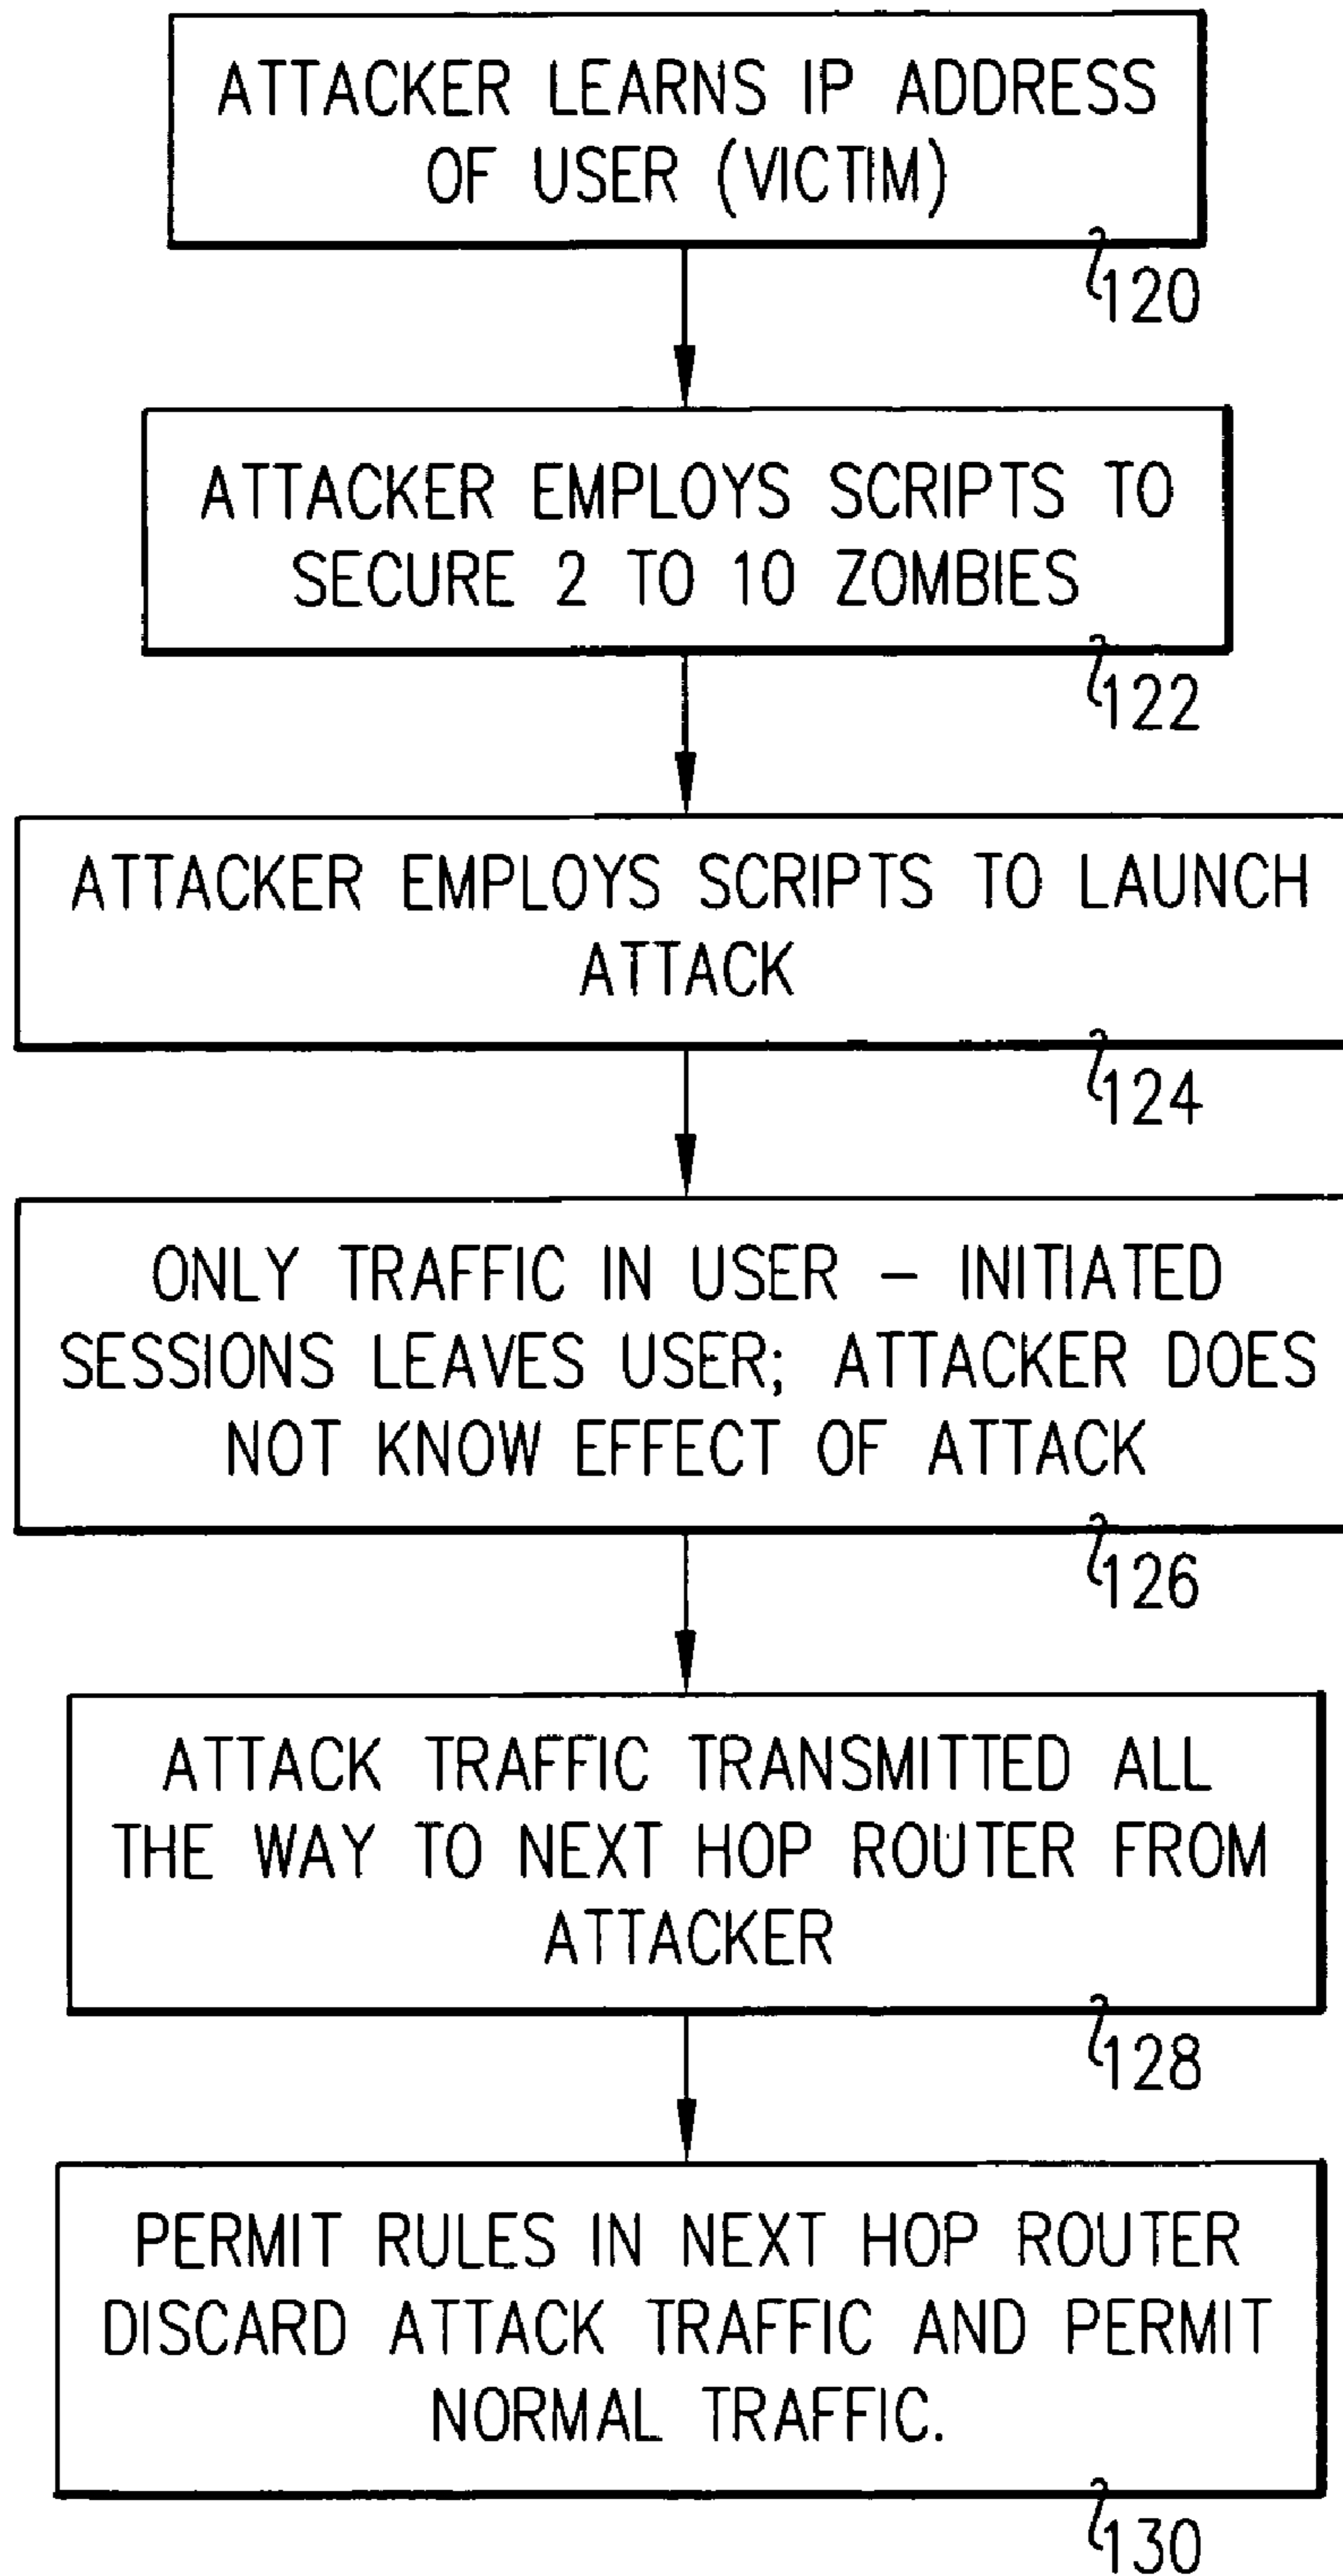 ATTACKER LEARNS IP ADDRESS
OF USER (VICTIM)
120
ATTACKER EMPLOYS SCRIPTS TO
SECURE 2 TO 10 ZOMBIES
122
ATTACKER EMPLOYS SCRIPTS TO LAUNCH
ATTACK
124
ONLY TRAFFIC IN USER – INITIATED
SESSIONS LEAVES USER; ATTACKER DOES
NOT KNOW EFFECT OF ATTACK
126
ATTACK TRAFFIC TRANSMITTED ALL
THE WAY TO NEXT HOP ROUTER FROM
ATTACKER
128
PERMIT RULES IN NEXT HOP ROUTER
DISCARD ATTACK TRAFFIC AND PERMIT
NORMAL TRAFFIC.
130